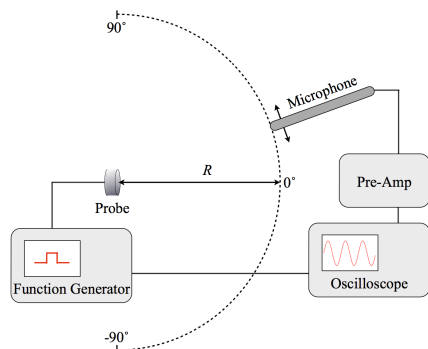 90°
Microphone
R
0°
Pre-Amp
Probe
Function Generator
Oscilloscope
-90°